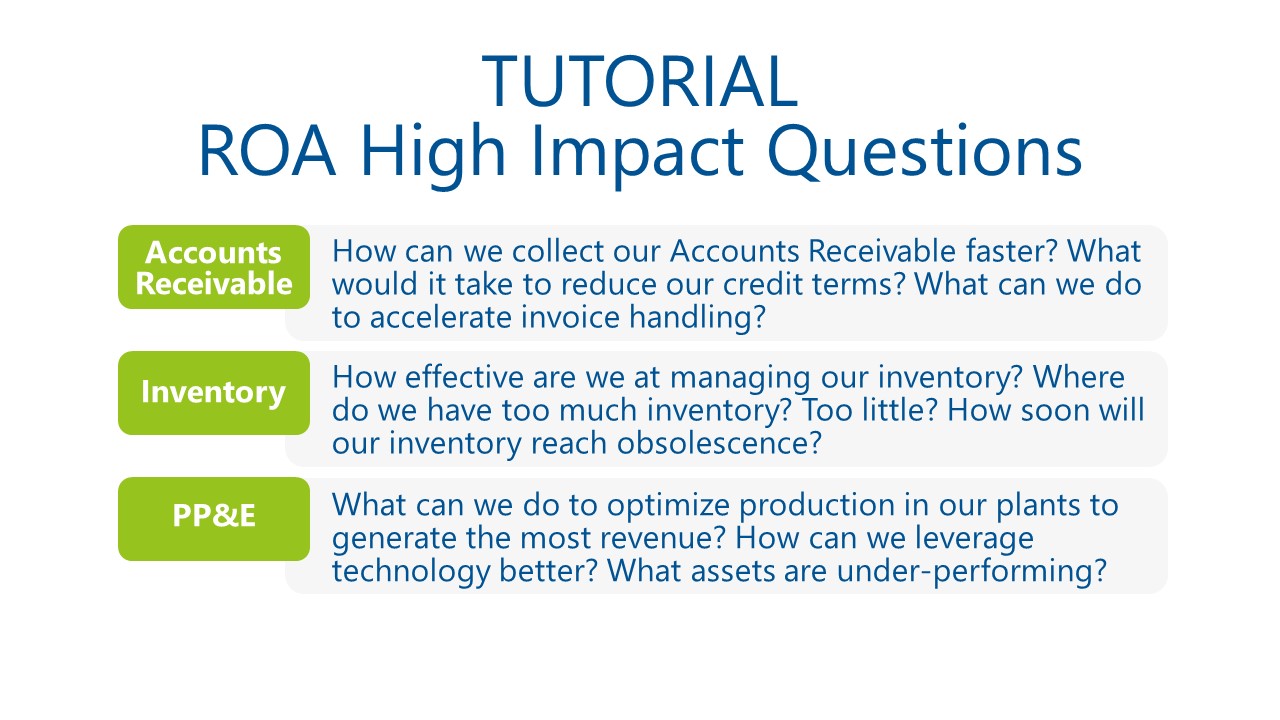 TUTORIAL
ROA High Impact Questions
Accounts
Receivable
How can we collect our Accounts Receivable faster? What
would it take to reduce our credit terms? What can we do
to accelerate invoice handling?
Inventory
How effective are we at managing our inventory? Where
do we have too much inventory? Too little? How soon will
our inventory reach obsolescence?
PP&E
What can we do to optimize production in our plants to
generate the most revenue? How can we leverage
technology better? What assets are under-performing?